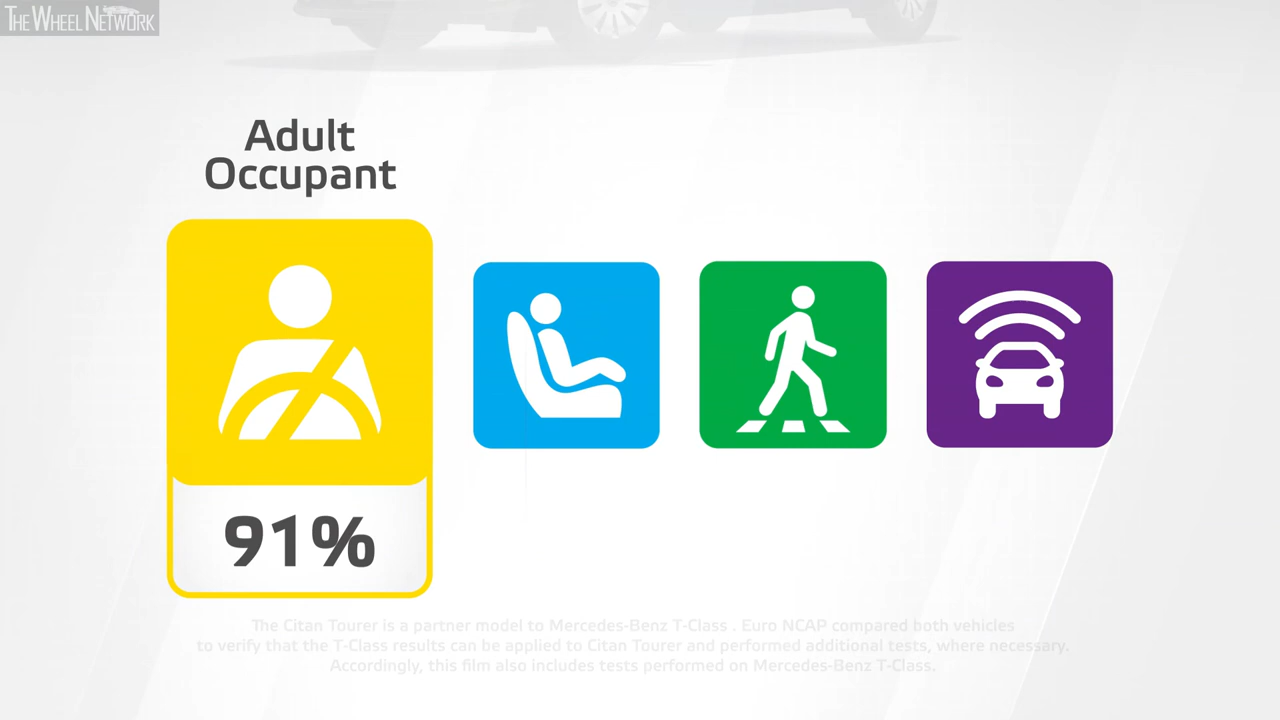 THE WHEEL NETWORK
Adult
Occupant
91%
The Citan Tourer is a partner model to Mercedes-Benz T-Class . Euro NCAP compared both vehicles
to verify that the T-Class results can be applied to Citan Tourer and performed additional tests, where necessary.
Accordingly, this film also includes tests performed on Mercedes-Benz T-Class.